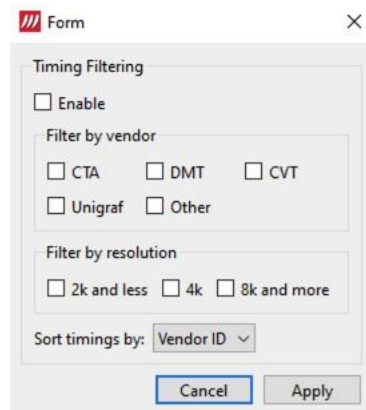 Form
Timing Filtering
Enable
Filter by vendor
CTA DMT CVT
Unigraf Other
Filter by resolution
2k and less 4k 8k and more
Sort timings by: Vendor ID
Cancel Apply